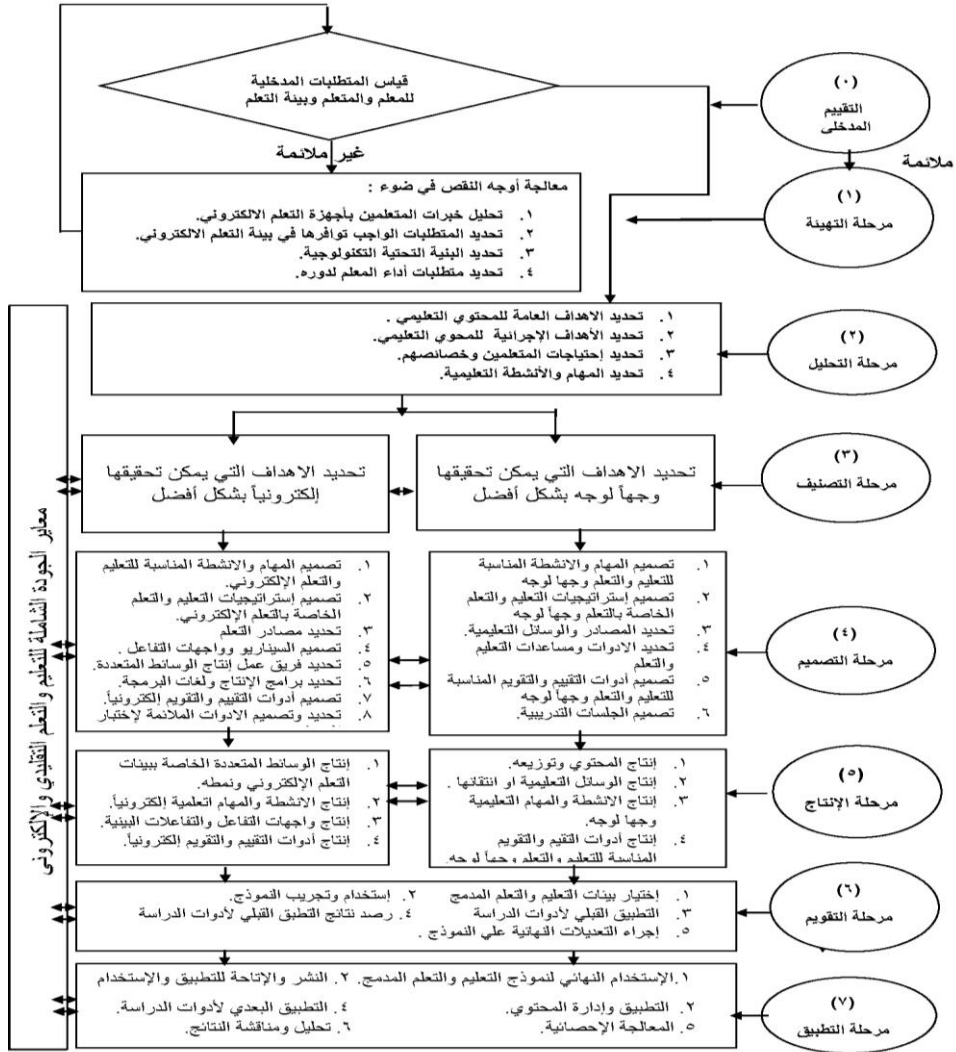 قياس المتطلبات المدخلية
للمعلم والمتعلم وبيئة التعلم
(٠)
التقييم
المدخلى
ملائمة
غير ملائمة
معالجة أوجه النقص في ضوء :
١. تحليل خبرات المتعلمين بأجهزة التعلم الالكتروني.
٢. تحديد المتطلبات الواجب توافرها في بيئة التعلم الالكتروني.
٣. تحديد البنية التحتية التكنولوجية.
٤. تحديد متطلبات أداء المعلم لدوره.
(١)
مرحلة التهيئة
١. تحديد الاهداف العامة للمحتوي التعليمي .
٢. تحديد الأهداف الإجرائية للمحوي التعليمي.
٣. تحديد إحتياجات المتعلمين وخصائصهم.
٤. تحديد المهام والأنشطة التعليمية.
(٢)
مرحلة التحليل
تحديد الاهداف التي يمكن تحقيقها
وجهاً لوجه بشكل أفضل
تحديد الاهداف التي يمكن تحقيقها
إلكترونياً بشكل أفضل
(٣)
مرحلة التصنيف
١. تصميم المهام والانشطة المناسبة
للتعليم والتعلم وجها لوجه
٢. تصميم إستراتيجيات التعليم والتعلم
الخاصة بالتعلم وجهاً لوجه
٣. تحديد المصادر والوسائل التعليمية.
٤. تحديد الادوات ومساعدات التعليم
والتعلم
٥. تصميم أدوات التقييم والتقويم المناسبة
للتعليم والتعلم وجها لوجه
٦. تصميم الجلسات التدريبية.
١. تصميم المهام والانشطة المناسبة للتعليم
والتعلم الإلكتروني.
٢. تصميم إستراتيجيات التعليم والتعلم
الخاصة بالتعلم الإلكتروني.
٣. تحديد مصادر التعلم
٤. تصميم السيناريو وواجهات التفاعل .
٥. تحديد فريق عمل إنتاج الوسائط المتعددة.
٦. تحديد برامج الإنتاج ولغات البرمجة.
٧. تصميم أدوات التقييم والتقويم إلكترونياً.
٨. تحديد وتصميم الادوات الملائمة لإختبار
(٤)
مرحلة التصميم
١. إنتاج المحتوي وتوزيعه.
٢. إنتاج الوسائل التعليمية او انتقائها .
٣. إنتاج الانشطة والمهام التعليمية
وجها لوجه.
٤. إنتاج أدوات التقيم والتقويم
المناسبة للتعليم والتعلم وجهاً لوجه.
١. إنتاج الوسائط المتعددة الخاصة ببيئات
التعلم الإلكتروني ونمطه.
٢. إنتاج الانشطة والمهام اتعلمية إلكترونياً.
٣. إنتاج واجهات التفاعل والتفاعلات البينية.
٤. إنتاج أدوات التقييم والتقويم إلكترونياً.
(٥)
مرحلة الإنتاج
١. إختيار بيئات التعليم والتعلم المدمج ٢. إستخدام وتجريب النموذج.
٣. التطبيق القبلي لأدوات الدراسة ٤. رصد نتائج التطبق القبلي لأدوات الدراسة
٥. إجراء التعديلات النهائية علي النموذج .
(٦)
مرحلة التقويم
١. الإستخدام النهائي لنموذج التعليم والتعلم المدمج. ٢. النشر والإتاحة للتطبيق والإستخدام
٢. التطبيق وإدارة المحتوي ٤. التطبيق البعدي لأدوات الدراسة.
٥. المعالجة الإحصائية. ٦. تحليل ومناقشة النتائج.
(٧)
مرحلة التطبيق
معاير الجودة الشاملة للتعليم والتعلم التقليدي والإلكترونى